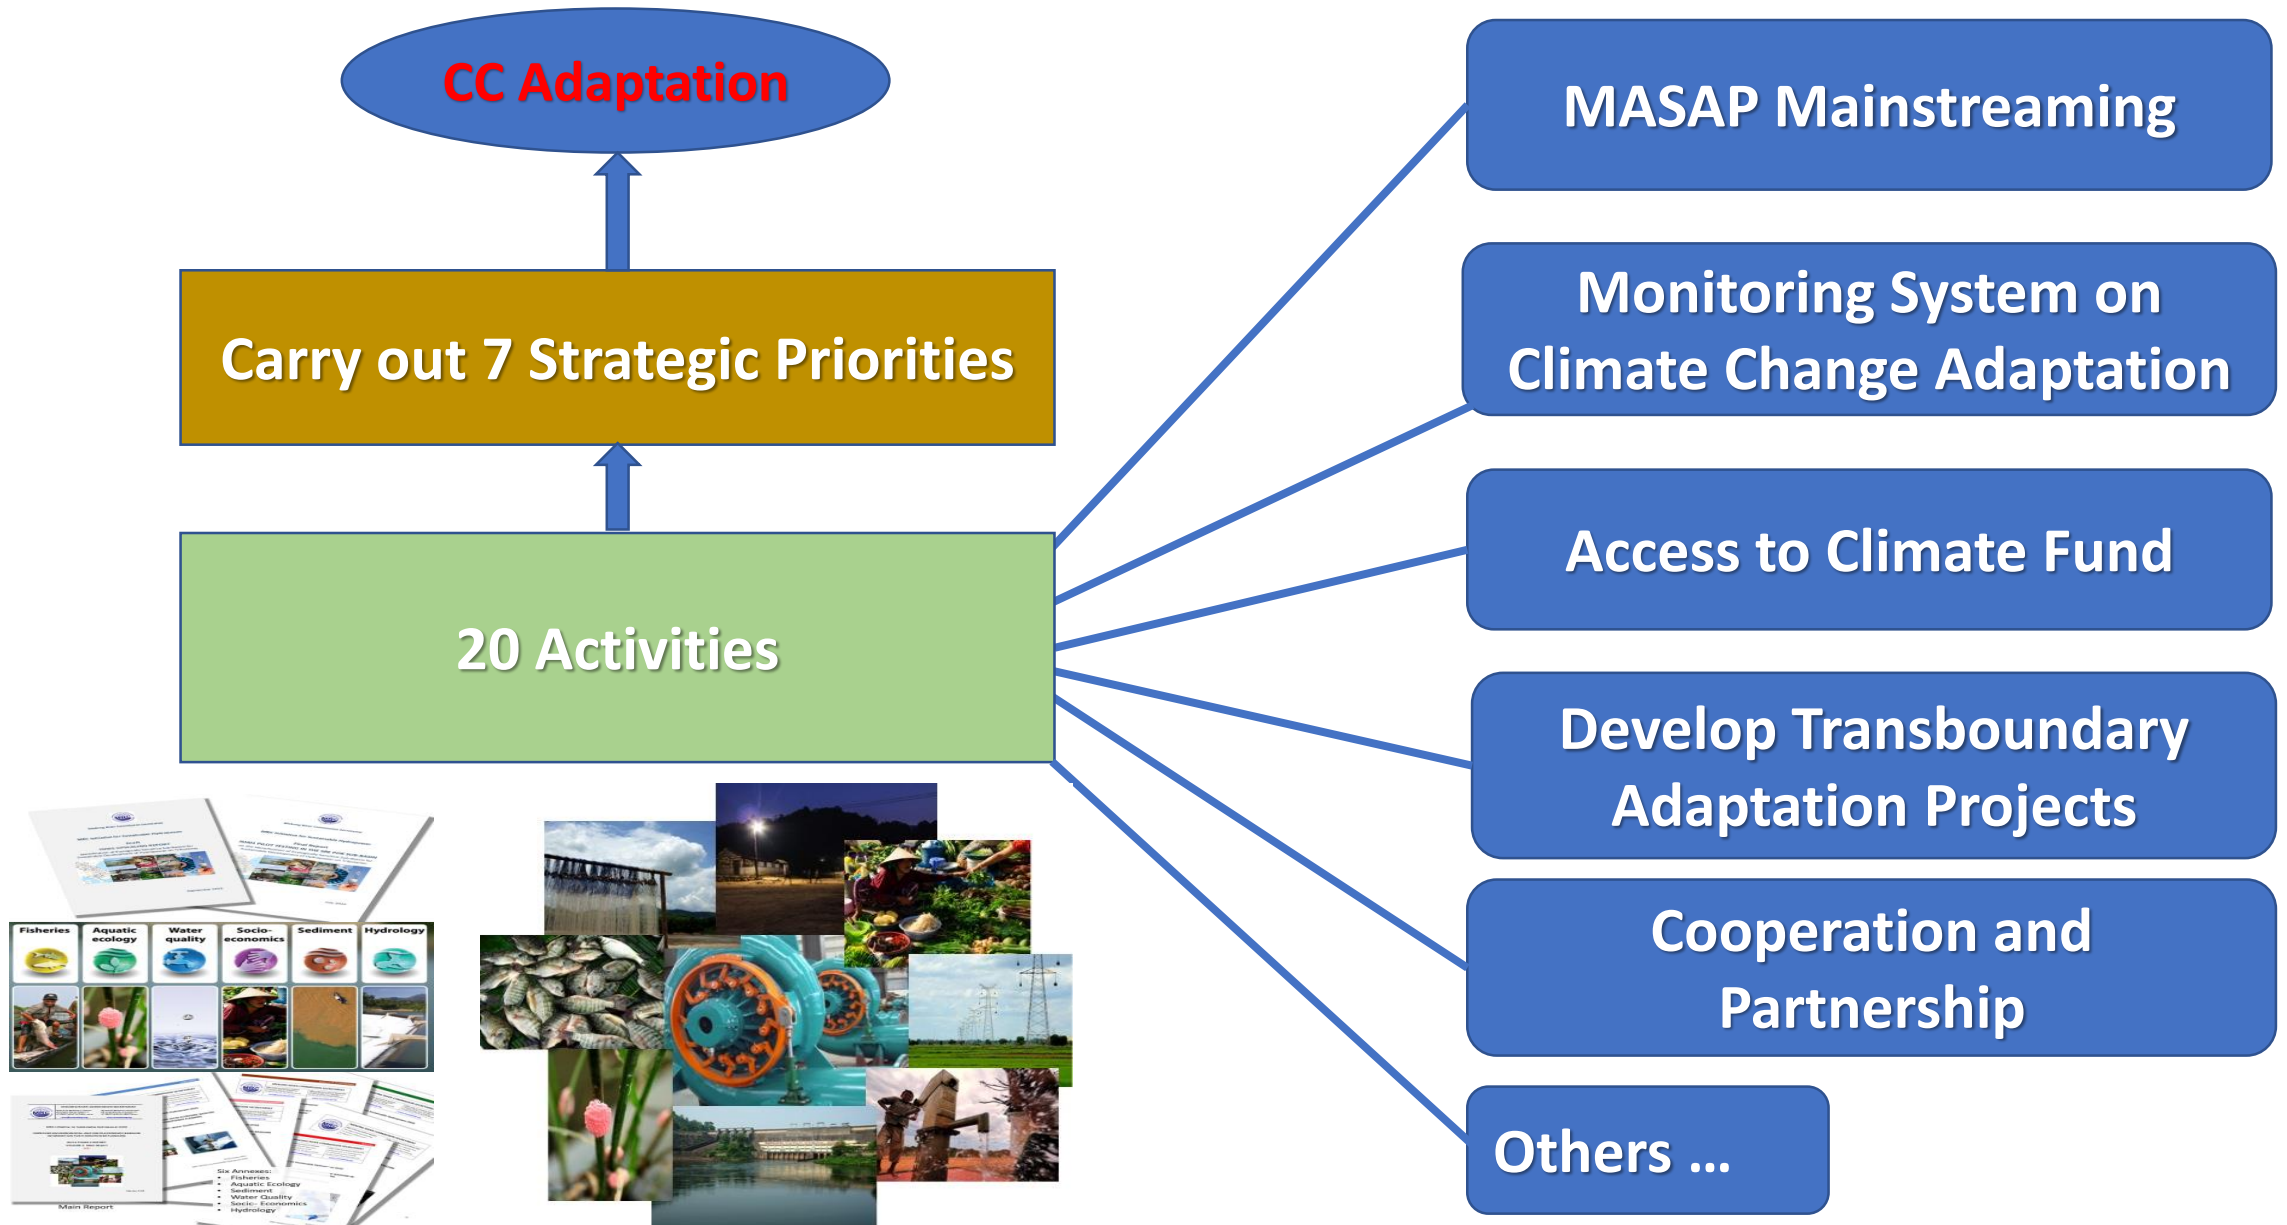 CC Adaptation
Carry out 7 Strategic Priorities
20 Activities
MASAP Mainstreaming
Monitoring System on
Climate Change Adaptation
Access to Climate Fund
Develop Transboundary
Adaptation Projects
Cooperation and
Partnership
Others ...
Fisheries
Aquatic
ecology
Water
quality
Socio-
economics
Sediment
Hydrology
Six Annexes:
• Fisheries
• Aquatic Ecology
• Sediment
• Water Quality
• Socio- Economics
• Hydrology
Main Report